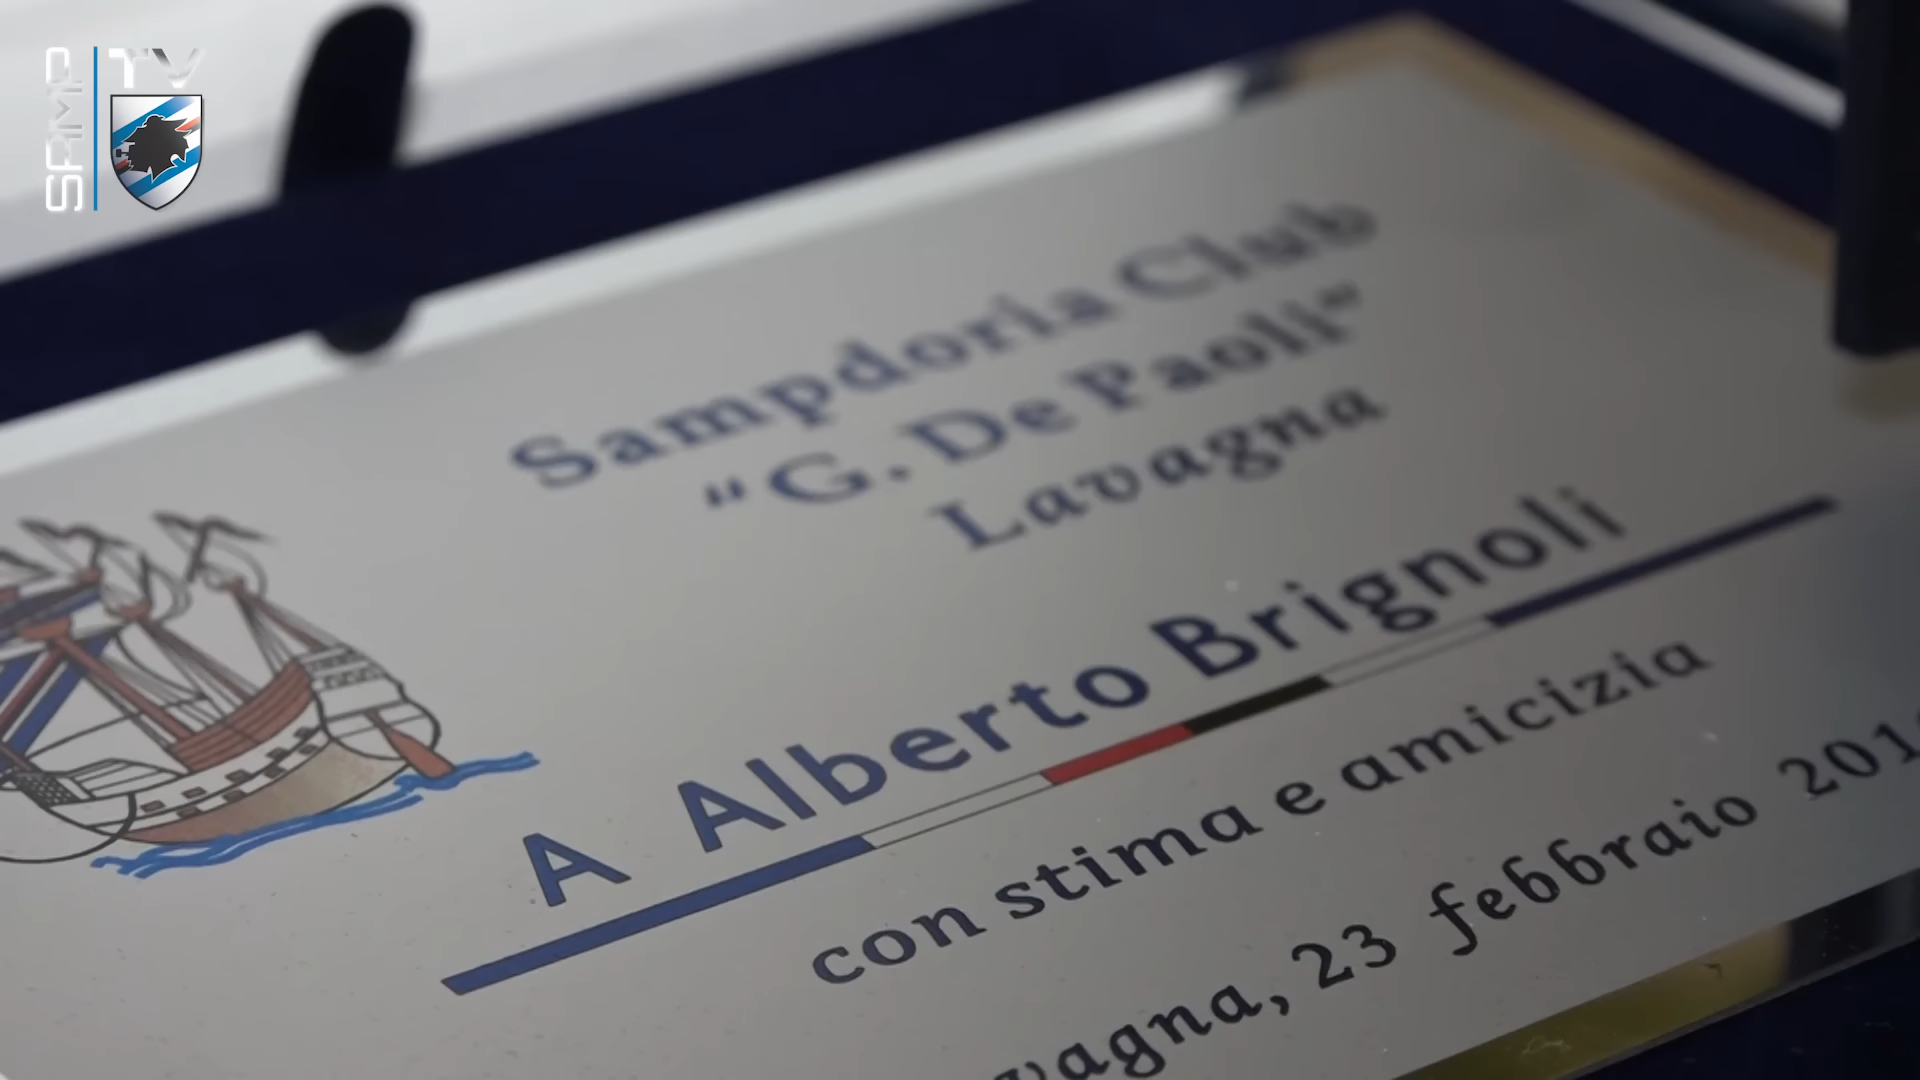 SAMP
TV
Sampdoria Club
"G. De Paoli"
Lavagna
A Alberto Brignoli
con stima e amicizia
vagna, 23 febbraio 201